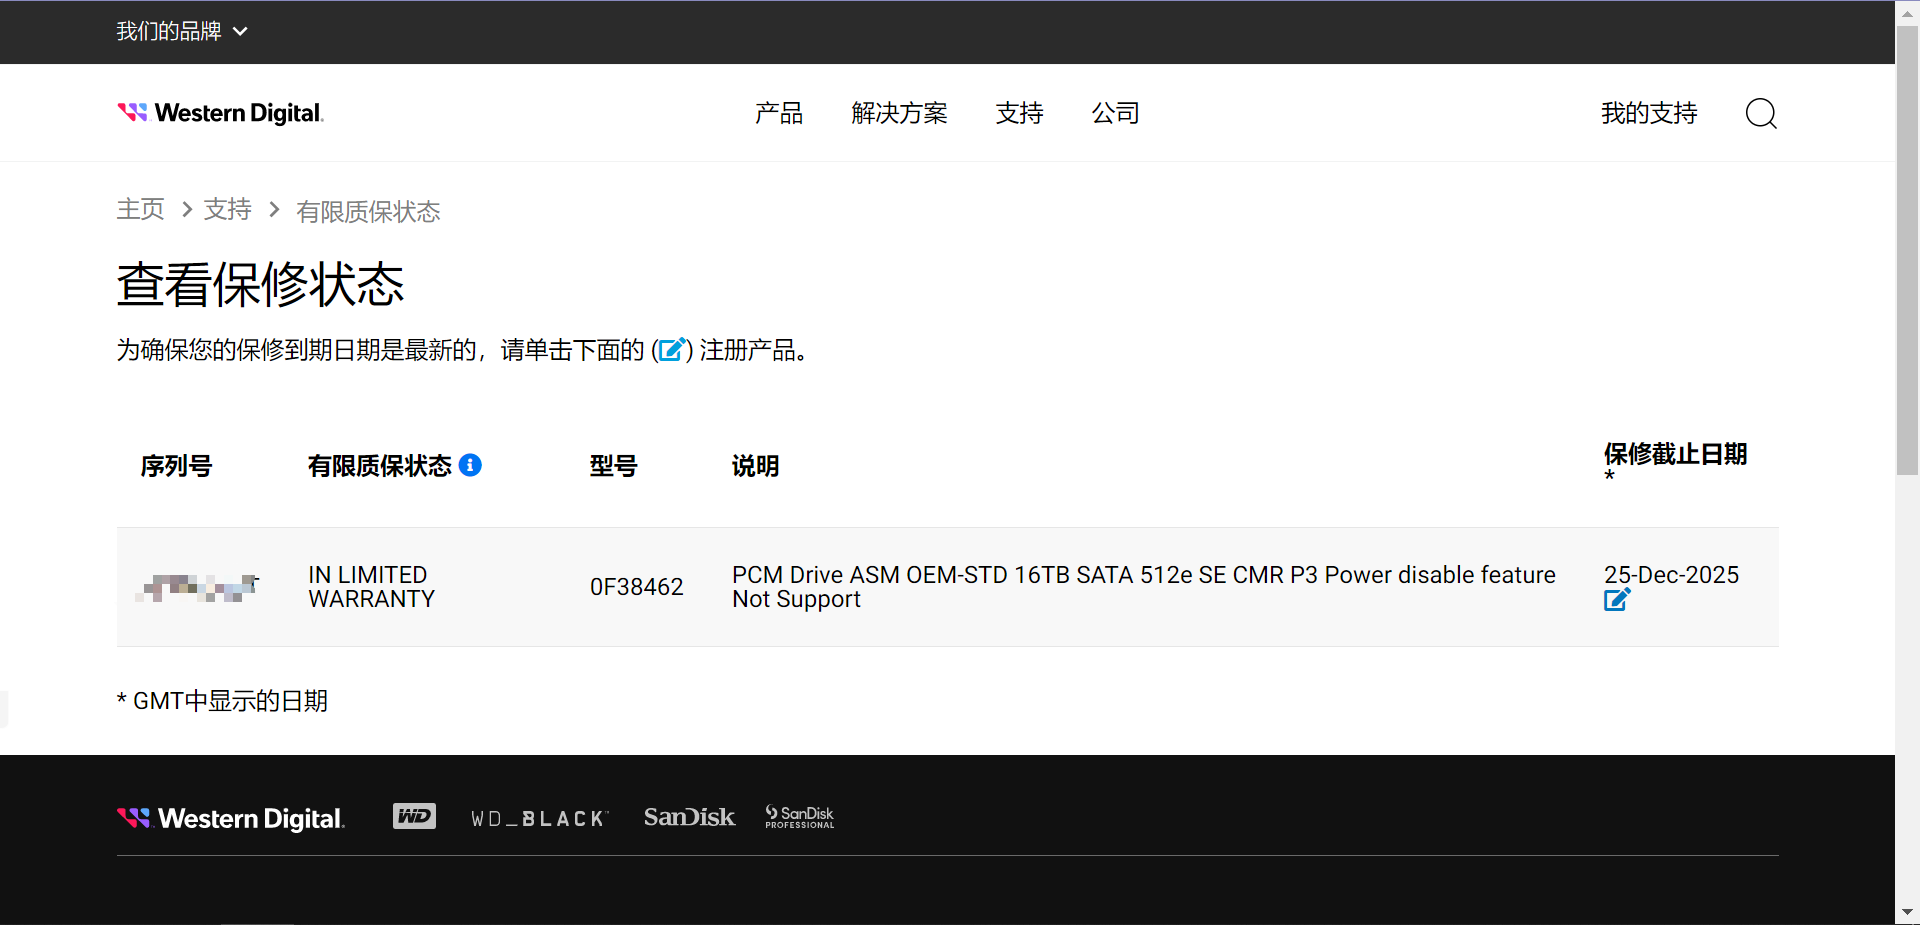 我们的品牌
Western Digital.
产品 解决方案 支持 公司
我的支持
主页 > 支持 > 有限质保状态
查看保修状态
为确保您的保修到期日期是最新的，请单击下面的 () 注册产品。
序列号 有限质保状态 型号 说明 保修截止日期
*
IN LIMITED WARRANTY
0F38462
PCM Drive ASM OEM-STD 16TB SATA 512e SE CMR P3 Power disable feature
Not Support
25-Dec-2025
* GMT中显示的日期
Western Digital. WD WD_BLACK™ SanDisk SanDisk PROFESSIONAL